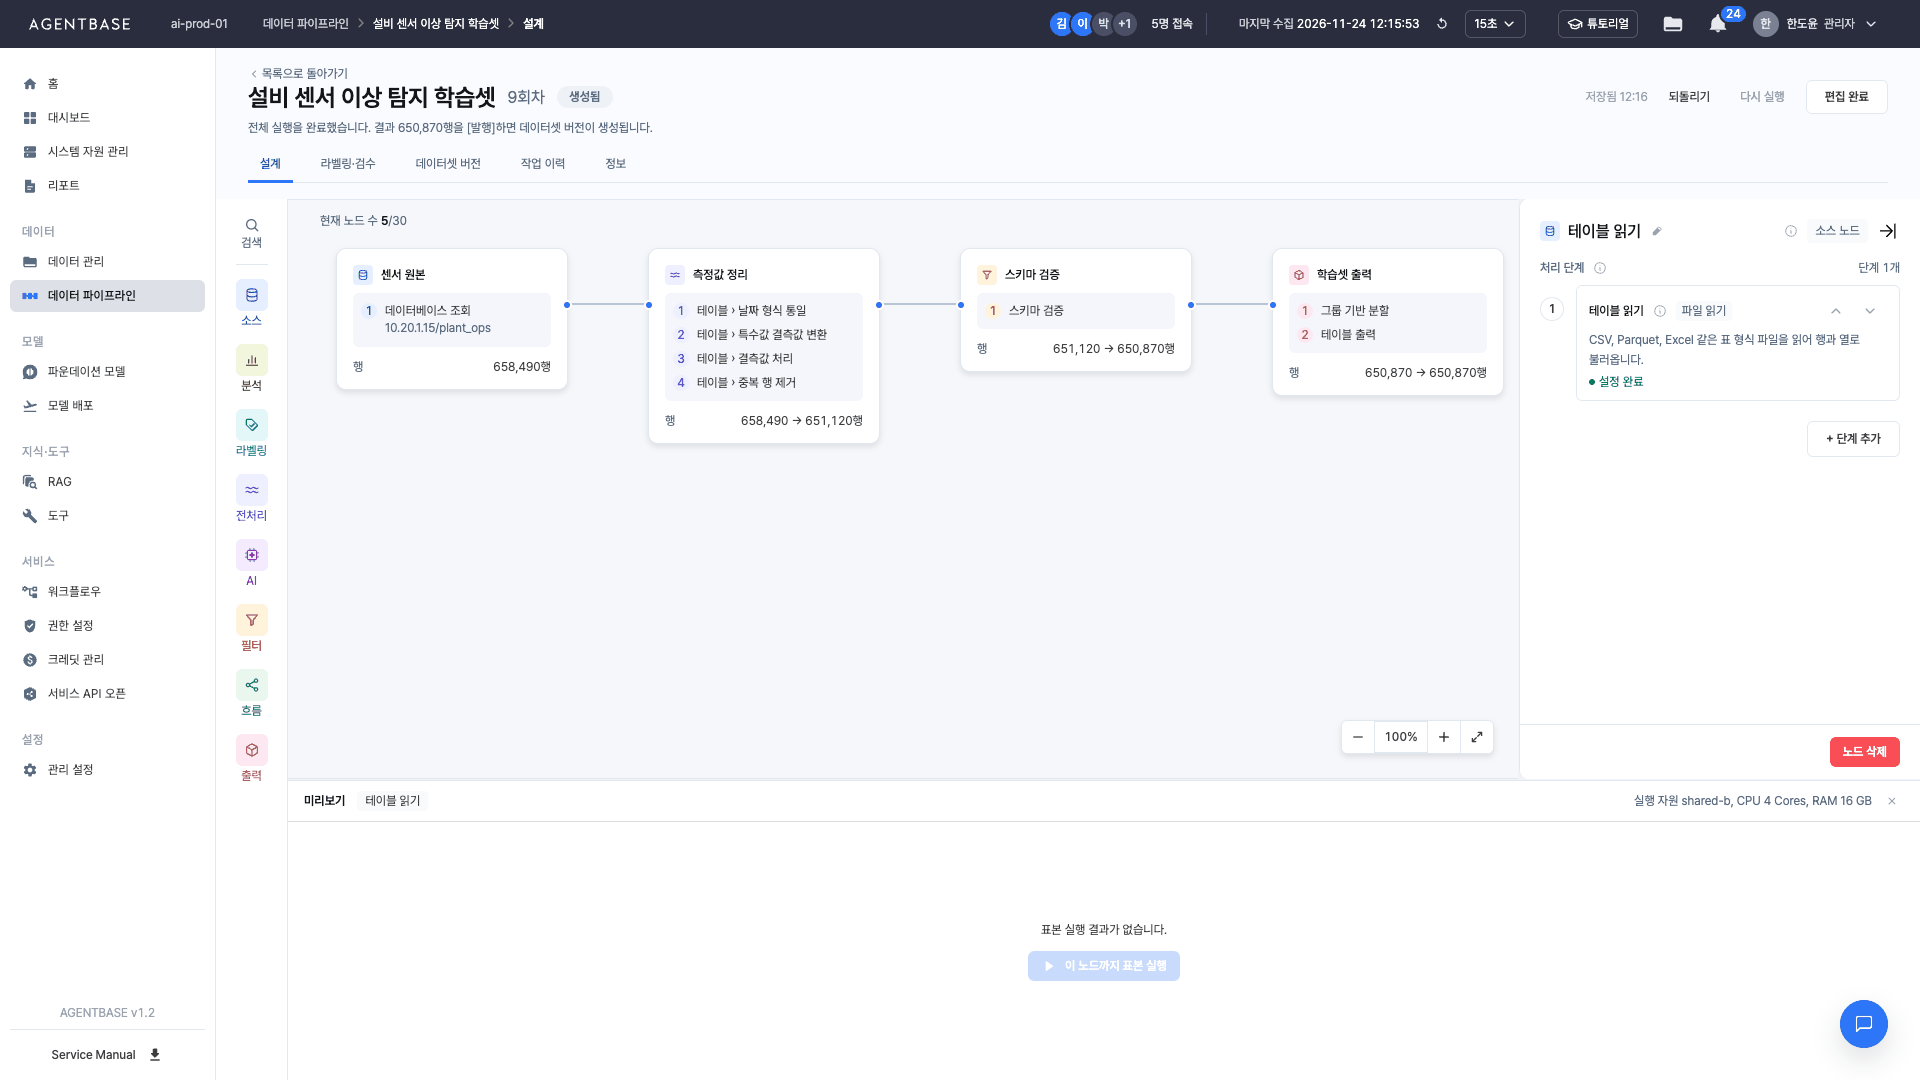 AGENTBASE
ai-prod-01
데이터 파이프라인 > 설비 센서 이상 탐지 학습셋 > 설계
김 이 박 +1 5명 접속
마지막 수집 2026-11-24 12:15:53
15초
튜토리얼
24
한 한도윤 관리자
홈
대시보드
시스템 자원 관리
리포트
데이터
데이터 관리
데이터 파이프라인
모델
파운데이션 모델
모델 배포
지식·도구
RAG
도구
서비스
워크플로우
권한 설정
크레딧 관리
서비스 API 오픈
설정
관리 설정
AGENTBASE v1.2
Service Manual
목록으로 돌아가기
설비 센서 이상 탐지 학습셋 9회차 생성됨
전체 실행을 완료했습니다. 결과 650,870행을 [발행]하면 데이터셋 버전이 생성됩니다.
저장됨 12:16 되돌리기 다시 실행 편집 완료
설계 라벨링·검수 데이터셋 버전 작업 이력 정보
검색
소스
분석
라벨링
전처리
AI
필터
흐름
출력
현재 노드 수 5/30
센서 원본
1 데이터베이스 조회
10.20.1.15/plant_ops
행 658,490행
측정값 정리
1 테이블 › 날짜 형식 통일
2 테이블 › 특수값 결측값 변환
3 테이블 › 결측값 처리
4 테이블 › 중복 행 제거
행 658,490 → 651,120행
스키마 검증
1 스키마 검증
행 651,120 → 650,870행
학습셋 출력
1 그룹 기반 분할
2 테이블 출력
행 650,870 → 650,870행
100%
테이블 읽기 소스 노드
처리 단계 단계 1개
1 테이블 읽기 파일 읽기
CSV, Parquet, Excel 같은 표 형식 파일을 읽어 행과 열로
불러옵니다.
설정 완료
+ 단계 추가
노드 삭제
미리보기 테이블 읽기
실행 자원 shared-b, CPU 4 Cores, RAM 16 GB
표본 실행 결과가 없습니다.
이 노드까지 표본 실행